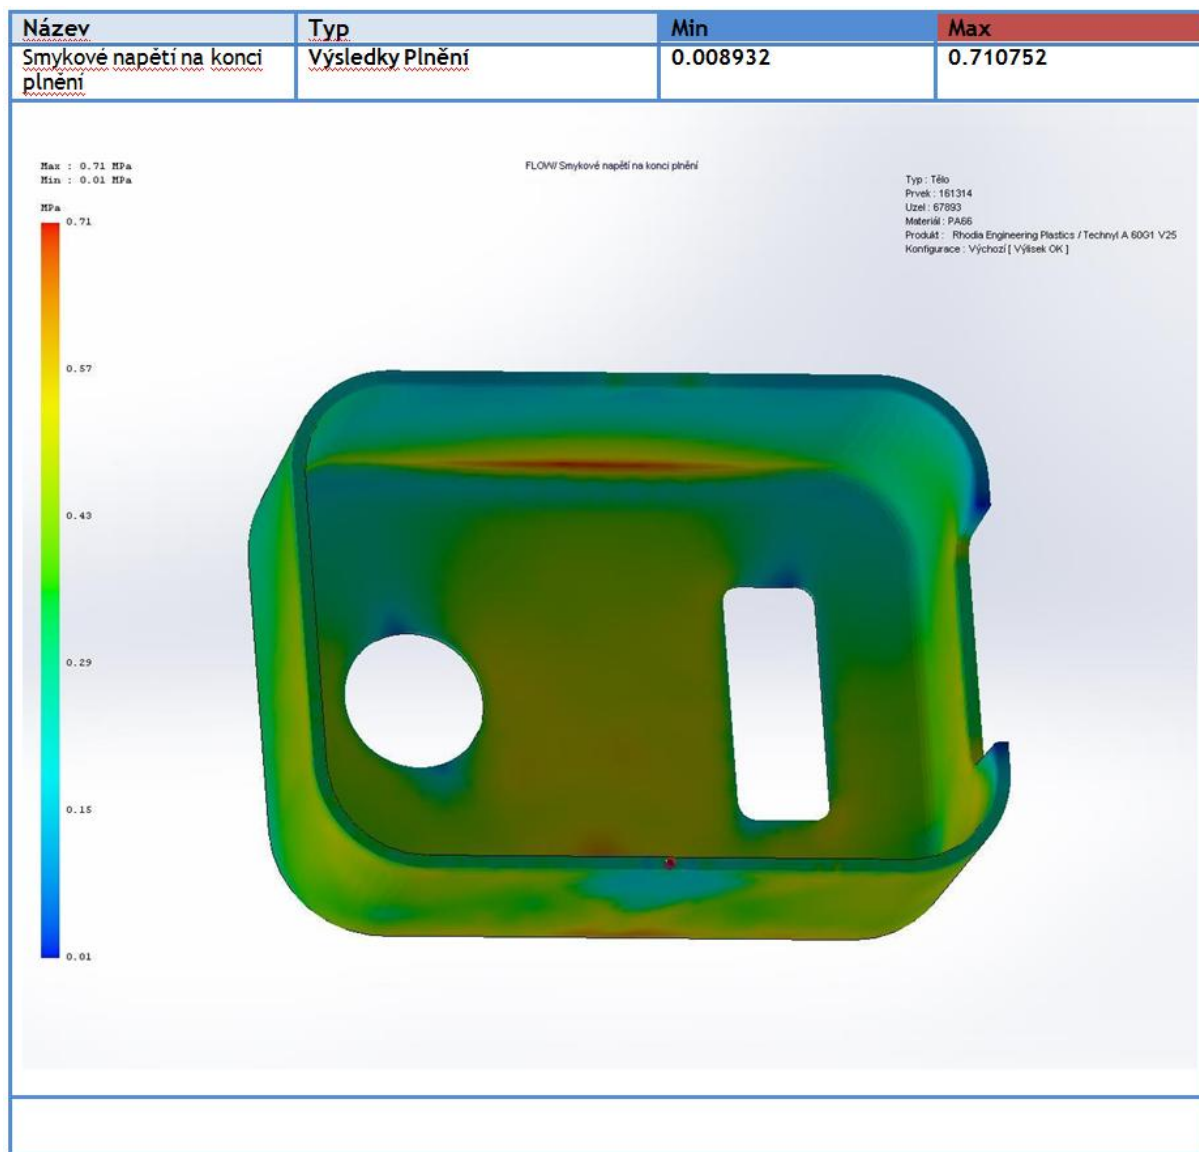 Název Typ Min Max
Smykové napětí na konci plnění Výsledky Plnění 0.008932 0.710752
Max : 0.71 MPa
Min : 0.01 MPa
FLOW/ Smykové napětí na konci plnění
Typ : Tělo
Prvek : 161314
Uzel : 67893
Materiál : PA66
Produkt : Rhodia Engineering Plastics / Technyl A 60G1 V25
Konfigurace : Výchozí [ Výlisek OK ]
MPa
0.71
0.57
0.43
0.29
0.15
0.01